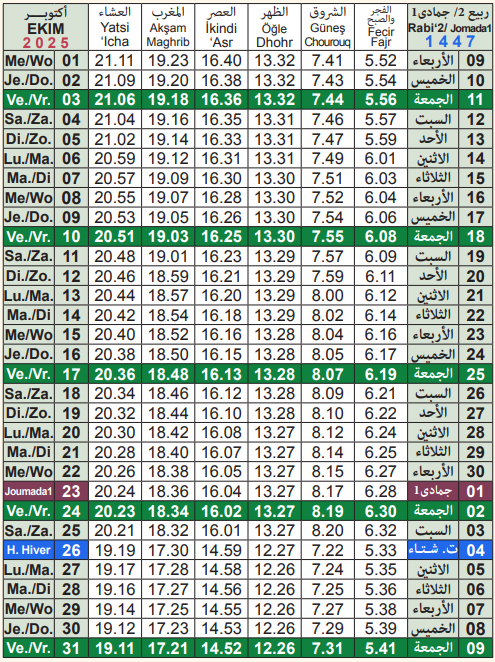 أكتوبر العشاء المغرب العصر الظهر الشروق الفجر والصبح ربيع 2/ جمادى1
EKIM Yatsi Akşam İkindi Öğle Güneş Fecir Rabi‘2/ Jomada1
2025 ‘Icha Maghrib ‘Asr Dhohr Chourouq Fajr 1447
Me/Wo 01 21.11 19.23 16.40 13.32 7.41 5.52 الأربعاء 09
Je./Do. 02 21.09 19.20 16.38 13.32 7.43 5.54 الخميس 10
Ve./Vr. 03 21.06 19.18 16.36 13.32 7.44 5.56 الجمعة 11
Sa./Za. 04 21.04 19.16 16.35 13.31 7.46 5.57 السبت 12
Di./Zo. 05 21.02 19.14 16.33 13.31 7.47 5.59 الأحد 13
Lu./Ma. 06 20.59 19.12 16.31 13.31 7.49 6.01 الاثنين 14
Ma./Di 07 20.57 19.09 16.30 13.30 7.51 6.03 الثلاثاء 15
Me/Wo 08 20.55 19.07 16.28 13.30 7.52 6.04 الأربعاء 16
Je./Do. 09 20.53 19.05 16.26 13.30 7.54 6.06 الخميس 17
Ve./Vr. 10 20.51 19.03 16.25 13.30 7.55 6.08 الجمعة 18
Sa./Za. 11 20.48 19.01 16.23 13.29 7.57 6.09 السبت 19
Di./Zo. 12 20.46 18.59 16.21 13.29 7.59 6.11 الأحد 20
Lu./Ma. 13 20.44 18.57 16.20 13.29 8.00 6.12 الاثنين 21
Ma./Di 14 20.42 18.54 16.18 13.29 8.02 6.14 الثلاثاء 22
Me/Wo 15 20.40 18.52 16.16 13.28 8.04 6.16 الأربعاء 23
Je./Do. 16 20.38 18.50 16.15 13.28 8.05 6.17 الخميس 24
Ve./Vr. 17 20.36 18.48 16.13 13.28 8.07 6.19 الجمعة 25
Sa./Za. 18 20.34 18.46 16.12 13.28 8.09 6.21 السبت 26
Di./Zo. 19 20.32 18.44 16.10 13.28 8.10 6.22 الأحد 27
Lu./Ma. 20 20.30 18.42 16.08 13.27 8.12 6.24 الاثنين 28
Ma./Di 21 20.28 18.40 16.07 13.27 8.14 6.25 الثلاثاء 29
Me/Wo 22 20.26 18.38 16.05 13.27 8.15 6.27 الأربعاء 30
Joumada1 23 20.24 18.36 16.04 13.27 8.17 6.28 جمادى1 01
Ve./Vr. 24 20.23 18.34 16.02 13.27 8.19 6.30 الجمعة 02
Sa./Za. 25 20.21 18.33 16.01 13.27 8.20 6.32 السبت 03
H. Hiver 26 19.19 17.30 14.59 12.27 7.22 5.33 ت. شتاء 04
Lu./Ma. 27 19.17 17.28 14.58 12.27 7.24 5.35 الاثنين 05
Ma./Di 28 19.16 17.27 14.56 12.26 7.25 5.36 الثلاثاء 06
Me/Wo 29 19.14 17.25 14.55 12.26 7.27 5.38 الأربعاء 07
Je./Do. 30 19.12 17.23 14.53 12.26 7.29 5.39 الخميس 08
Ve./Vr. 31 19.11 17.21 14.52 12.26 7.31 5.41 الجمعة 09